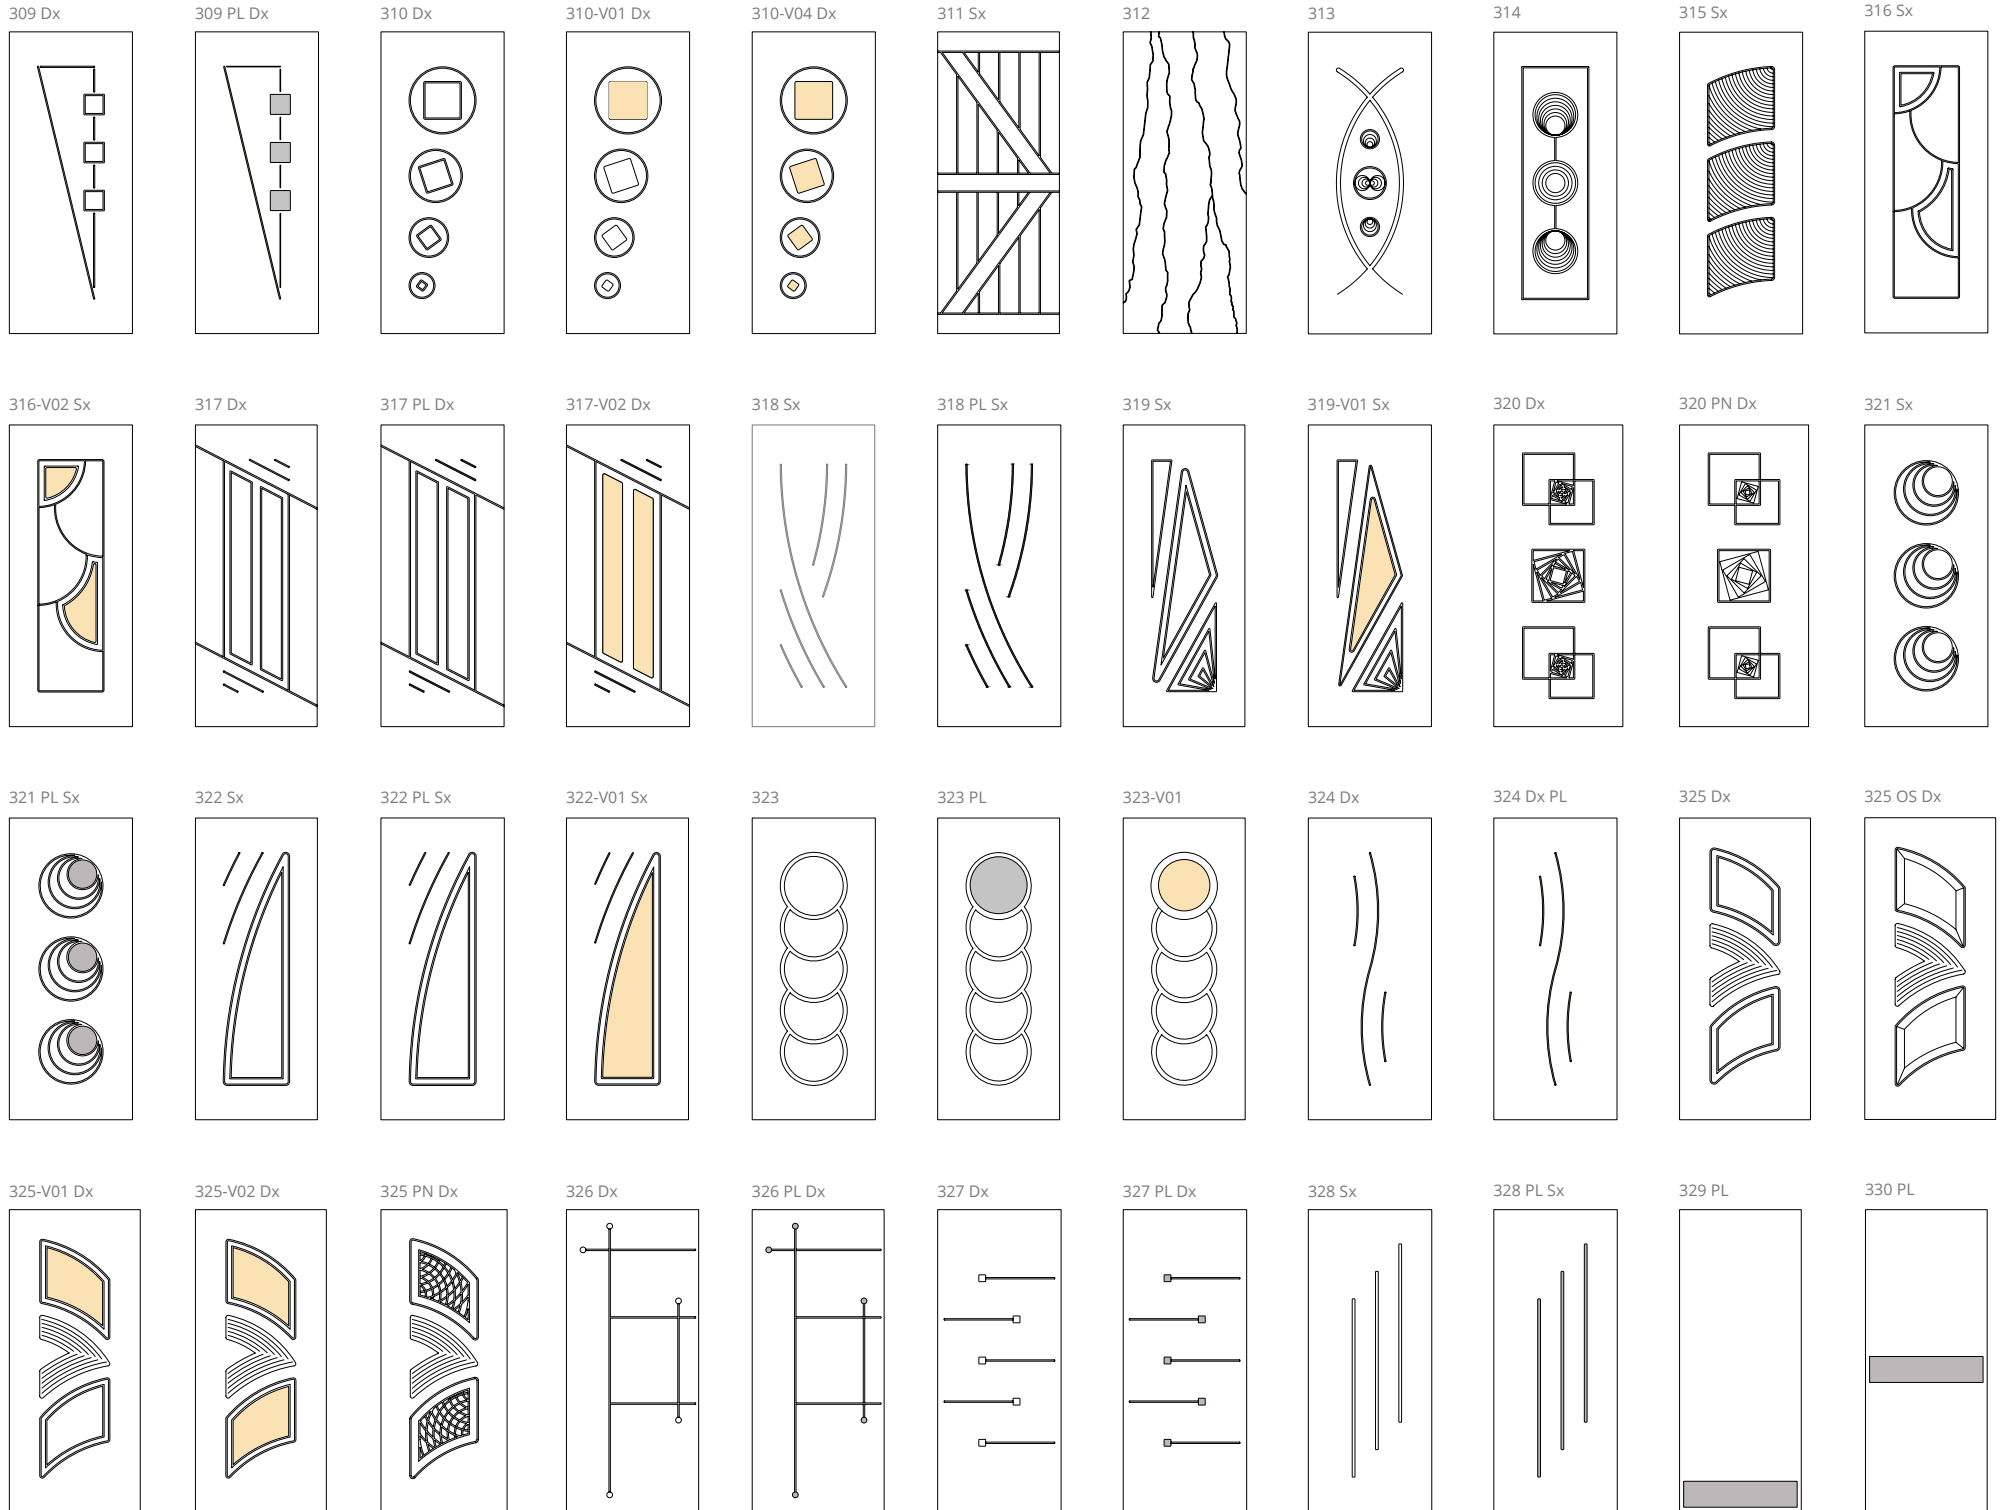 309 Dx
309 PL Dx
310 Dx
310-V01 Dx
310-V04 Dx
311 Sx
312
313
314
315 Sx
316 Sx
316-V02 Sx
317 Dx
317 PL Dx
317-V02 Dx
318 Sx
318 PL Sx
319 Sx
319-V01 Sx
320 Dx
320 PN Dx
321 Sx
321 PL Sx
322 Sx
322 PL Sx
322-V01 Sx
323
323 PL
323-V01
324 Dx
324 Dx PL
325 Dx
325 OS Dx
325-V01 Dx
325-V02 Dx
325 PN Dx
326 Dx
326 PL Dx
327 Dx
327 PL Dx
328 Sx
328 PL Sx
329 PL
330 PL